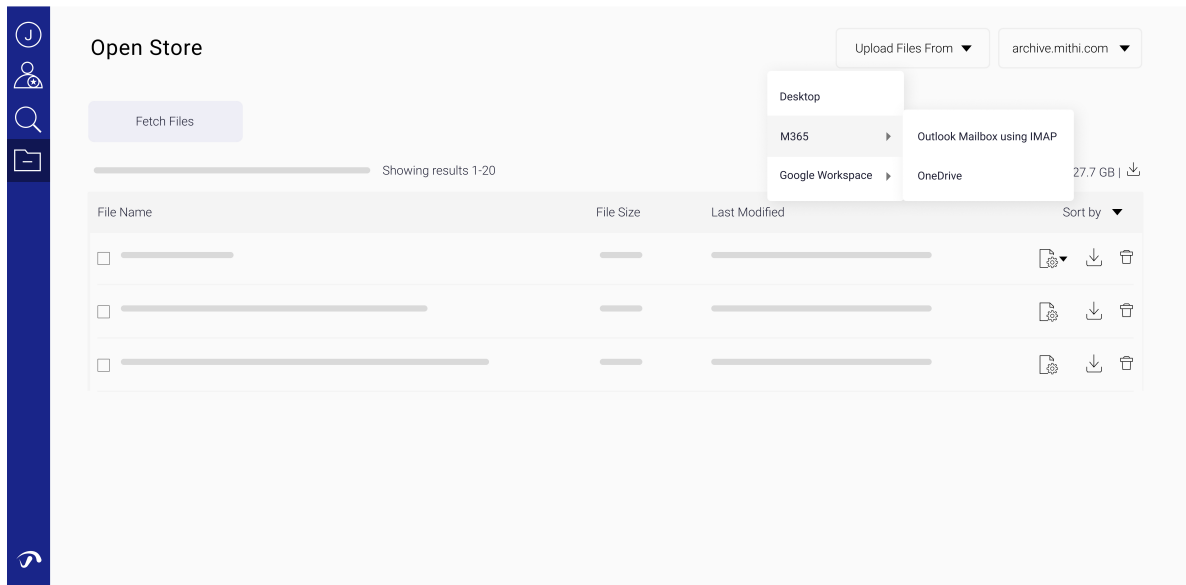 J
Open Store
Upload Files From
archive.mithi.com
Desktop
Fetch Files
M365
Outlook Mailbox using IMAP
Showing results 1-20
Google Workspace
OneDrive
27.7 GB |
File Name
File Size
Last Modified
Sort by